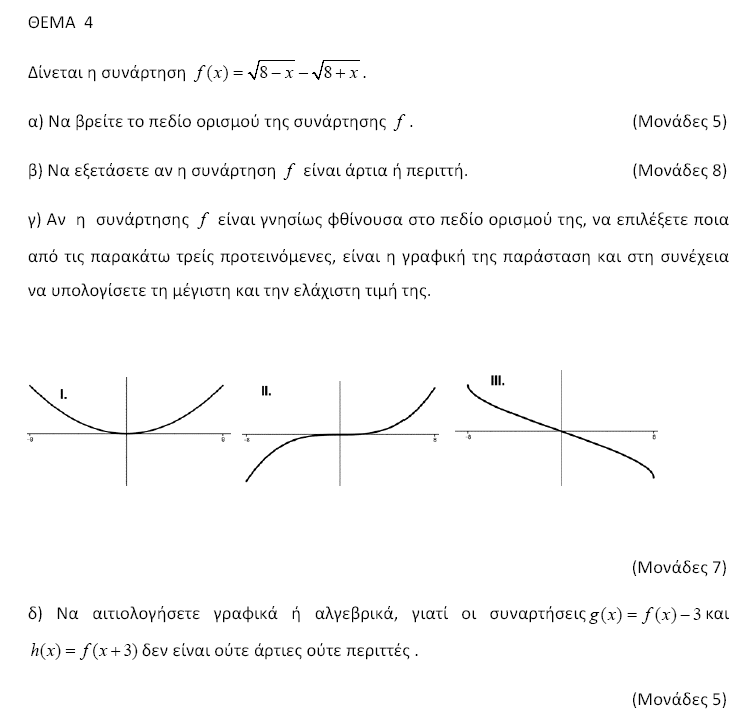 ΘΕΜΑ 4
Δίνεται η συνάρτηση f(x) = √(8 − x) − √(8 + x) .
α) Να βρείτε το πεδίο ορισμού της συνάρτησης f . (Μονάδες 5)
β) Να εξετάσετε αν η συνάρτηση f είναι άρτια ή περιττή. (Μονάδες 8)
γ) Αν η συνάρτησης f είναι γνησίως φθίνουσα στο πεδίο ορισμού της, να επιλέξετε ποια
από τις παρακάτω τρείς προτεινόμενες, είναι η γραφική της παράσταση και στη συνέχεια
να υπολογίσετε τη μέγιστη και την ελάχιστη τιμή της.
I. II. III.
-8 8 -8 8 -8 8
(Μονάδες 7)
δ) Να αιτιολογήσετε γραφικά ή αλγεβρικά, γιατί οι συναρτήσεις g(x) = f(x) − 3 και
h(x) = f(x + 3) δεν είναι ούτε άρτιες ούτε περιττές .
(Μονάδες 5)